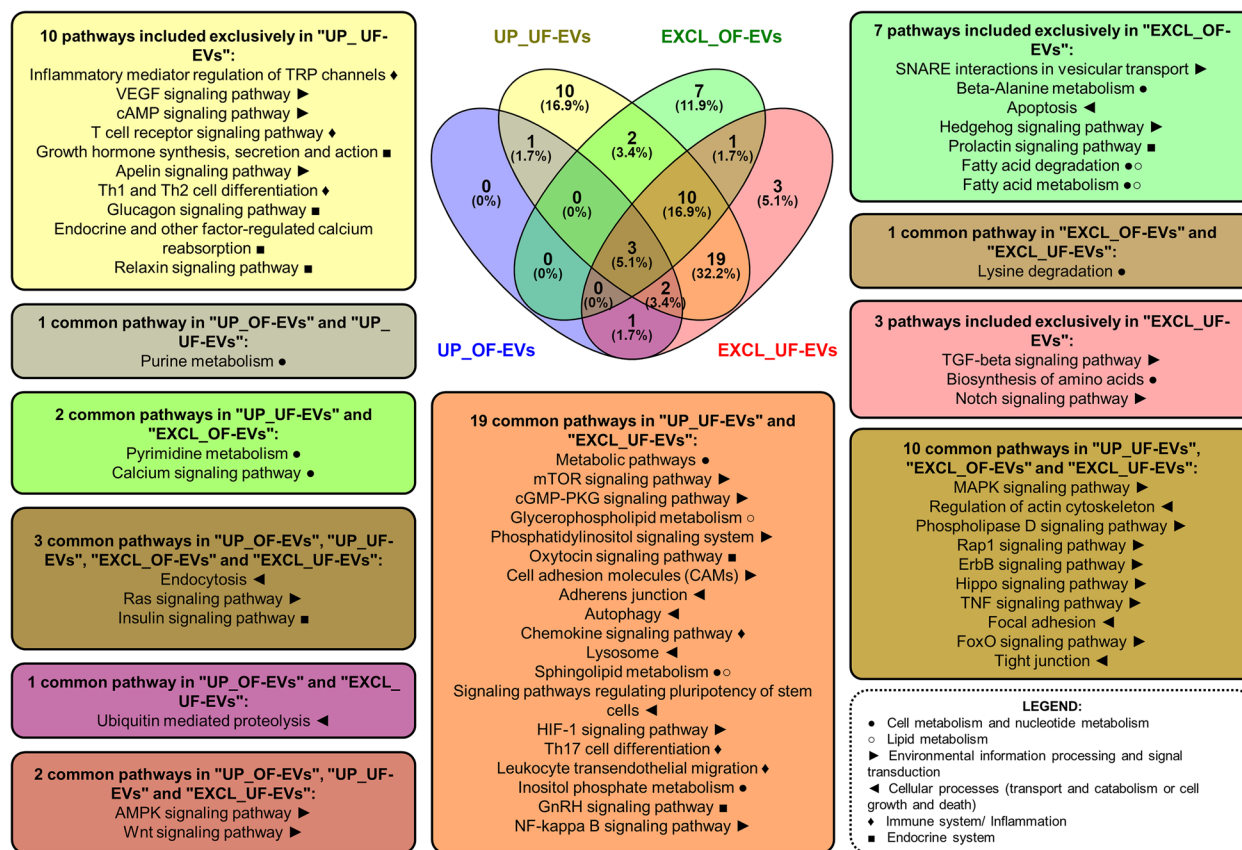 10 pathways included exclusively in "UP_ UF-
EVs":
Inflammatory mediator regulation of TRP channels ♦
VEGF signaling pathway ►
cAMP signaling pathway ►
T cell receptor signaling pathway ♦
Growth hormone synthesis, secretion and action ■
Apelin signaling pathway ►
Th1 and Th2 cell differentiation ♦
Glucagon signaling pathway ■
Endocrine and other factor-regulated calcium
reabsorption ■
Relaxin signaling pathway ■
1 common pathway in "UP_OF-EVs" and "UP_
UF-EVs":
Purine metabolism ●
2 common pathways in "UP_UF-EVs" and
"EXCL_OF-EVs":
Pyrimidine metabolism ●
Calcium signaling pathway ●
3 common pathways in "UP_OF-EVs", "UP_UF-
EVs", "EXCL_OF-EVs" and "EXCL_UF-EVs":
Endocytosis ◄
Ras signaling pathway ►
Insulin signaling pathway ■
1 common pathway in "UP_OF-EVs" and "EXCL_
UF-EVs":
Ubiquitin mediated proteolysis ◄
2 common pathways in "UP_OF-EVs", "UP_UF-
EVs" and "EXCL_UF-EVs":
AMPK signaling pathway ►
Wnt signaling pathway ►
UP_UF-EVs
EXCL_OF-EVs
10
(16.9%)
7
(11.9%)
1
(1.7%)
2
(3.4%)
1
(1.7%)
0
(0%)
0
(0%)
10
(16.9%)
3
(5.1%)
0
(0%)
3
(5.1%)
19
(32.2%)
0
(0%)
2
(3.4%)
1
(1.7%)
UP_OF-EVs
EXCL_UF-EVs
19 common pathways in "UP_UF-EVs" and
"EXCL_UF-EVs":
Metabolic pathways ●
mTOR signaling pathway ►
cGMP-PKG signaling pathway ►
Glycerophospholipid metabolism ○
Phosphatidylinositol signaling system ►
Oxytocin signaling pathway ■
Cell adhesion molecules (CAMs) ►
Adherens junction ◄
Autophagy ◄
Chemokine signaling pathway ♦
Lysosome ◄
Sphingolipid metabolism ●○
Signaling pathways regulating pluripotency of stem
cells ◄
HIF-1 signaling pathway ►
Th17 cell differentiation ♦
Leukocyte transendothelial migration ♦
Inositol phosphate metabolism ●
GnRH signaling pathway ■
NF-kappa B signaling pathway ►
7 pathways included exclusively in "EXCL_OF-
EVs":
SNARE interactions in vesicular transport ►
Beta-Alanine metabolism ●
Apoptosis ◄
Hedgehog signaling pathway ►
Prolactin signaling pathway ■
Fatty acid degradation ●○
Fatty acid metabolism ●○
1 common pathway in "EXCL_OF-EVs" and
"EXCL_UF-EVs":
Lysine degradation ●
3 pathways included exclusively in "EXCL_UF-
EVs":
TGF-beta signaling pathway ►
Biosynthesis of amino acids ●
Notch signaling pathway ►
10 common pathways in "UP_UF-EVs",
"EXCL_OF-EVs" and "EXCL_UF-EVs":
MAPK signaling pathway ►
Regulation of actin cytoskeleton ◄
Phospholipase D signaling pathway ►
Rap1 signaling pathway ►
ErbB signaling pathway ►
Hippo signaling pathway ►
TNF signaling pathway ►
Focal adhesion ◄
FoxO signaling pathway ►
Tight junction ◄
LEGEND:
● Cell metabolism and nucleotide metabolism
○ Lipid metabolism
► Environmental information processing and signal
transduction
◄ Cellular processes (transport and catabolism or cell
growth and death)
♦ Immune system/ Inflammation
■ Endocrine system